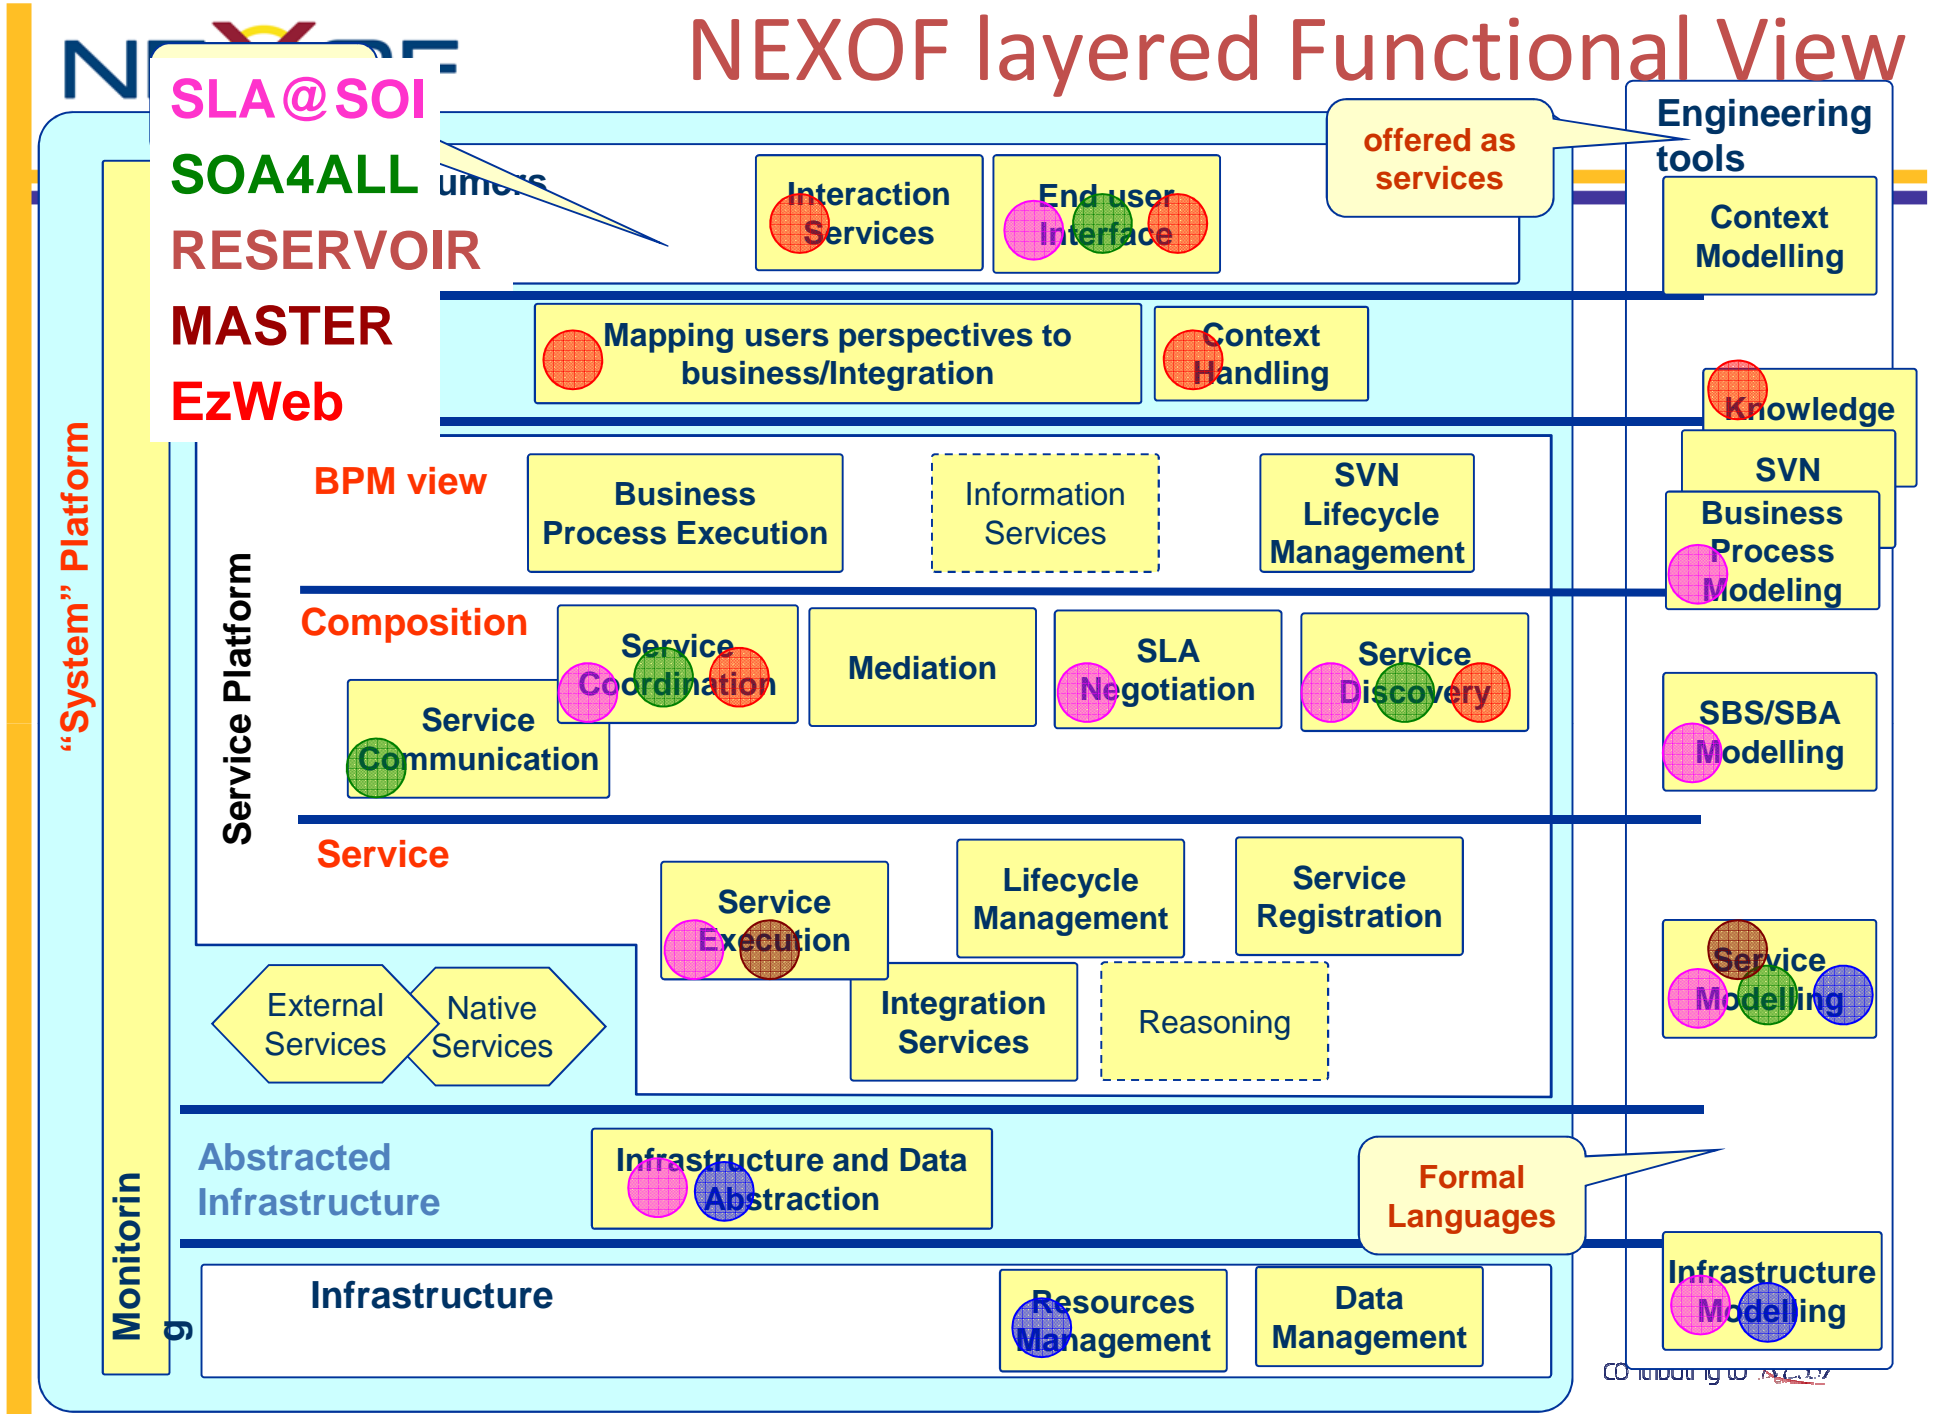 NEXOF layered Functional View
SLA@SOI
SOA4ALL
RESERVOIR
MASTER
EzWeb
umors
Interaction
Services
End user
Interface
offered as
services
Engineering
tools
Context
Modelling
Mapping users perspectives to
business/Integration
Context
Handling
Knowledge
SVN
Business
Process
Modeling
"System" Platform
Service Platform
BPM view
Business
Process Execution
Information
Services
SVN
Lifecycle
Management
Composition
Service
Coordination
Mediation
SLA
Negotiation
Service
Discovery
Service
Communication
SBS/SBA
Modelling
Service
Service
Execution
Lifecycle
Management
Service
Registration
Service
Modelling
External
Services
Native
Services
Integration
Services
Reasoning
Abstracted
Infrastructure
Infrastructure and Data
Abstraction
Formal
Languages
Monitorin
g
Infrastructure
Resources
Management
Data
Management
Infrastructure
Modelling